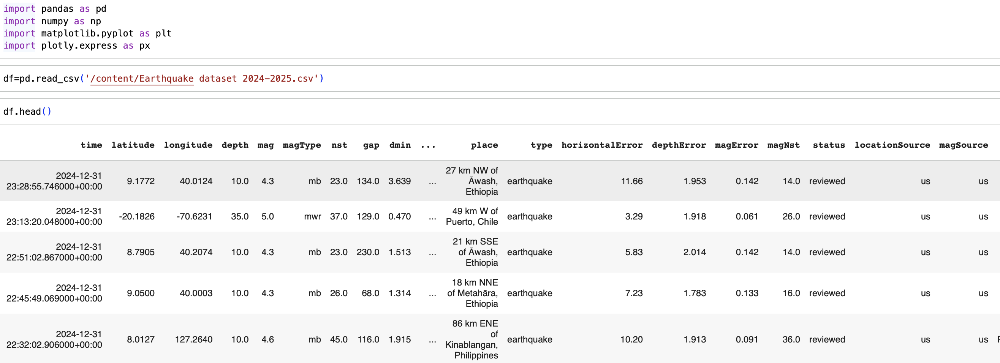 import pandas as pd
import numpy as np
import matplotlib.pyplot as plt
import plotly.express as px
df=pd.read_csv('/content/Earthquake dataset 2024-2025.csv')
df.head()
time latitude longitude depth mag magType nst gap dmin ... place type horizontalError depthError magError magNst status locationSource magSource
2024-12-31 23:28:55.746000+00:00 9.1772 40.0124 10.0 4.3 mb 23.0 134.0 3.639 ... 27 km NW of Āwash, Ethiopia earthquake 11.66 1.953 0.142 14.0 reviewed us us
2024-12-31 23:13:20.048000+00:00 -20.1826 -70.6231 35.0 5.0 mwr 37.0 129.0 0.470 ... 49 km W of Puerto, Chile earthquake 3.29 1.918 0.061 26.0 reviewed us us
2024-12-31 22:51:02.867000+00:00 8.7905 40.2074 10.0 4.3 mb 23.0 230.0 1.513 ... 21 km SSE of Āwash, Ethiopia earthquake 5.83 2.014 0.142 14.0 reviewed us us
2024-12-31 22:45:49.069000+00:00 9.0500 40.0003 10.0 4.3 mb 26.0 68.0 1.314 ... 18 km NNE of Metahāra, Ethiopia earthquake 7.23 1.783 0.133 16.0 reviewed us us
2024-12-31 22:32:02.906000+00:00 8.0127 127.2640 10.0 4.6 mb 45.0 116.0 1.915 ... 86 km ENE of Kinablangan, Philippines earthquake 10.20 1.913 0.091 36.0 reviewed us us